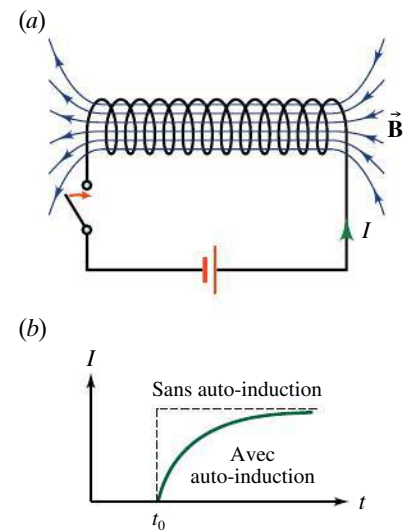 (a)
B
I
(b)
I
Sans auto-induction
Avec
auto-induction
t
t₀